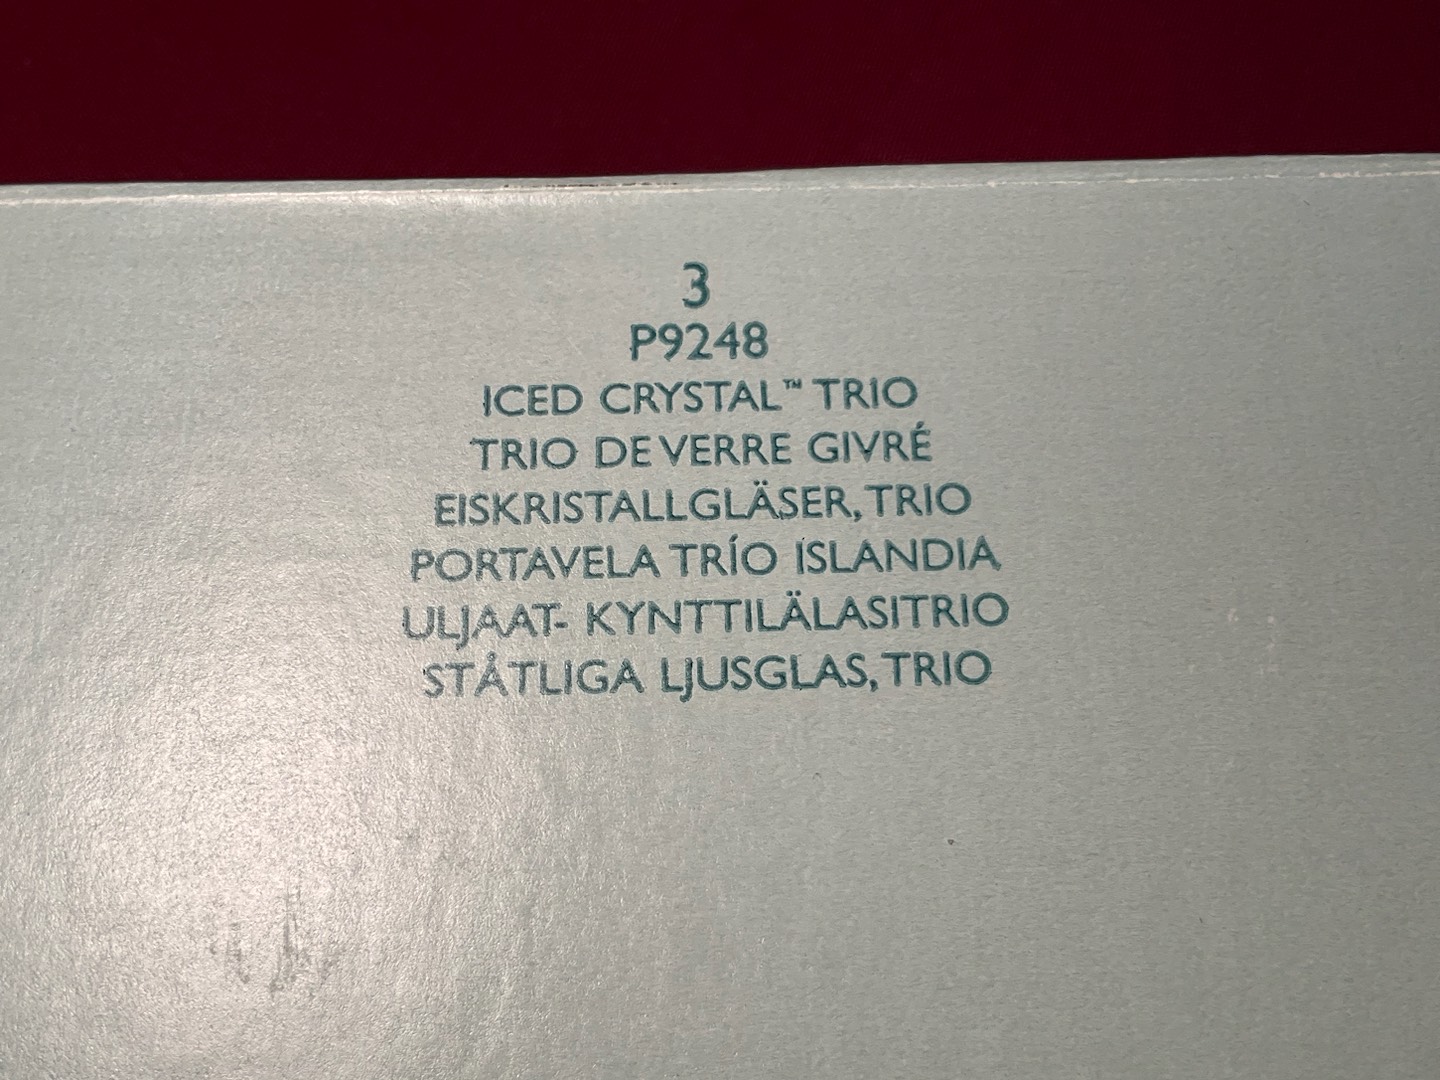 3
P9248
ICED CRYSTAL™ TRIO
TRIO DE VERRE GIVRÉ
EISKRISTALLGLÄSER, TRIO
PORTAVELA TRÍO ISLANDIA
ULJAAT- KYNTTILÄLASITRIO
STÅTLIGA LJUSGLAS, TRIO